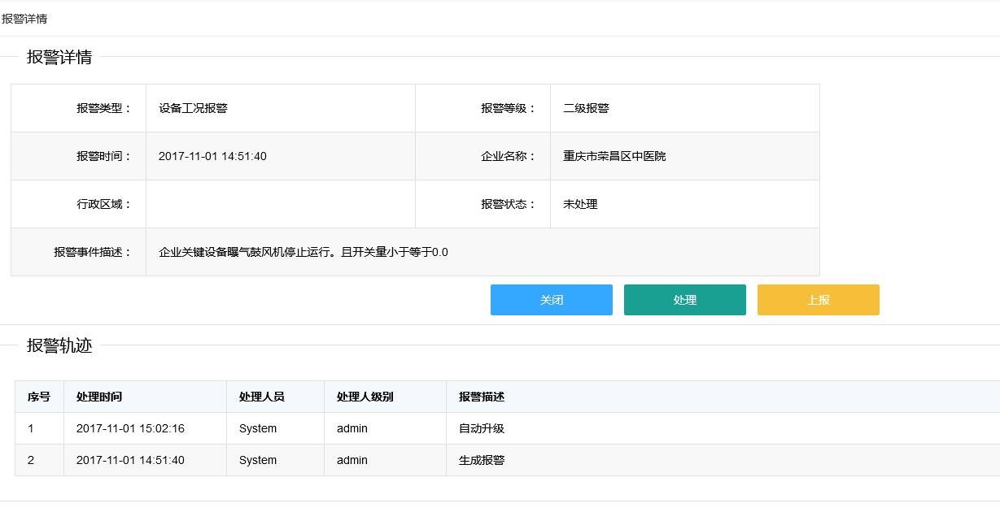 报警详情
报警详情
报警类型： 设备工况报警 报警等级： 二级报警
报警时间： 2017-11-01 14:51:40 企业名称： 重庆市荣昌区中医院
行政区域： 报警状态： 未处理
报警事件描述： 企业关键设备曝气鼓风机停止运行。且开关量小于等于0.0
关闭 处理 上报
报警轨迹
序号 处理时间 处理人员 处理人级别 报警描述
1 2017-11-01 15:02:16 System admin 自动升级
2 2017-11-01 14:51:40 System admin 生成报警